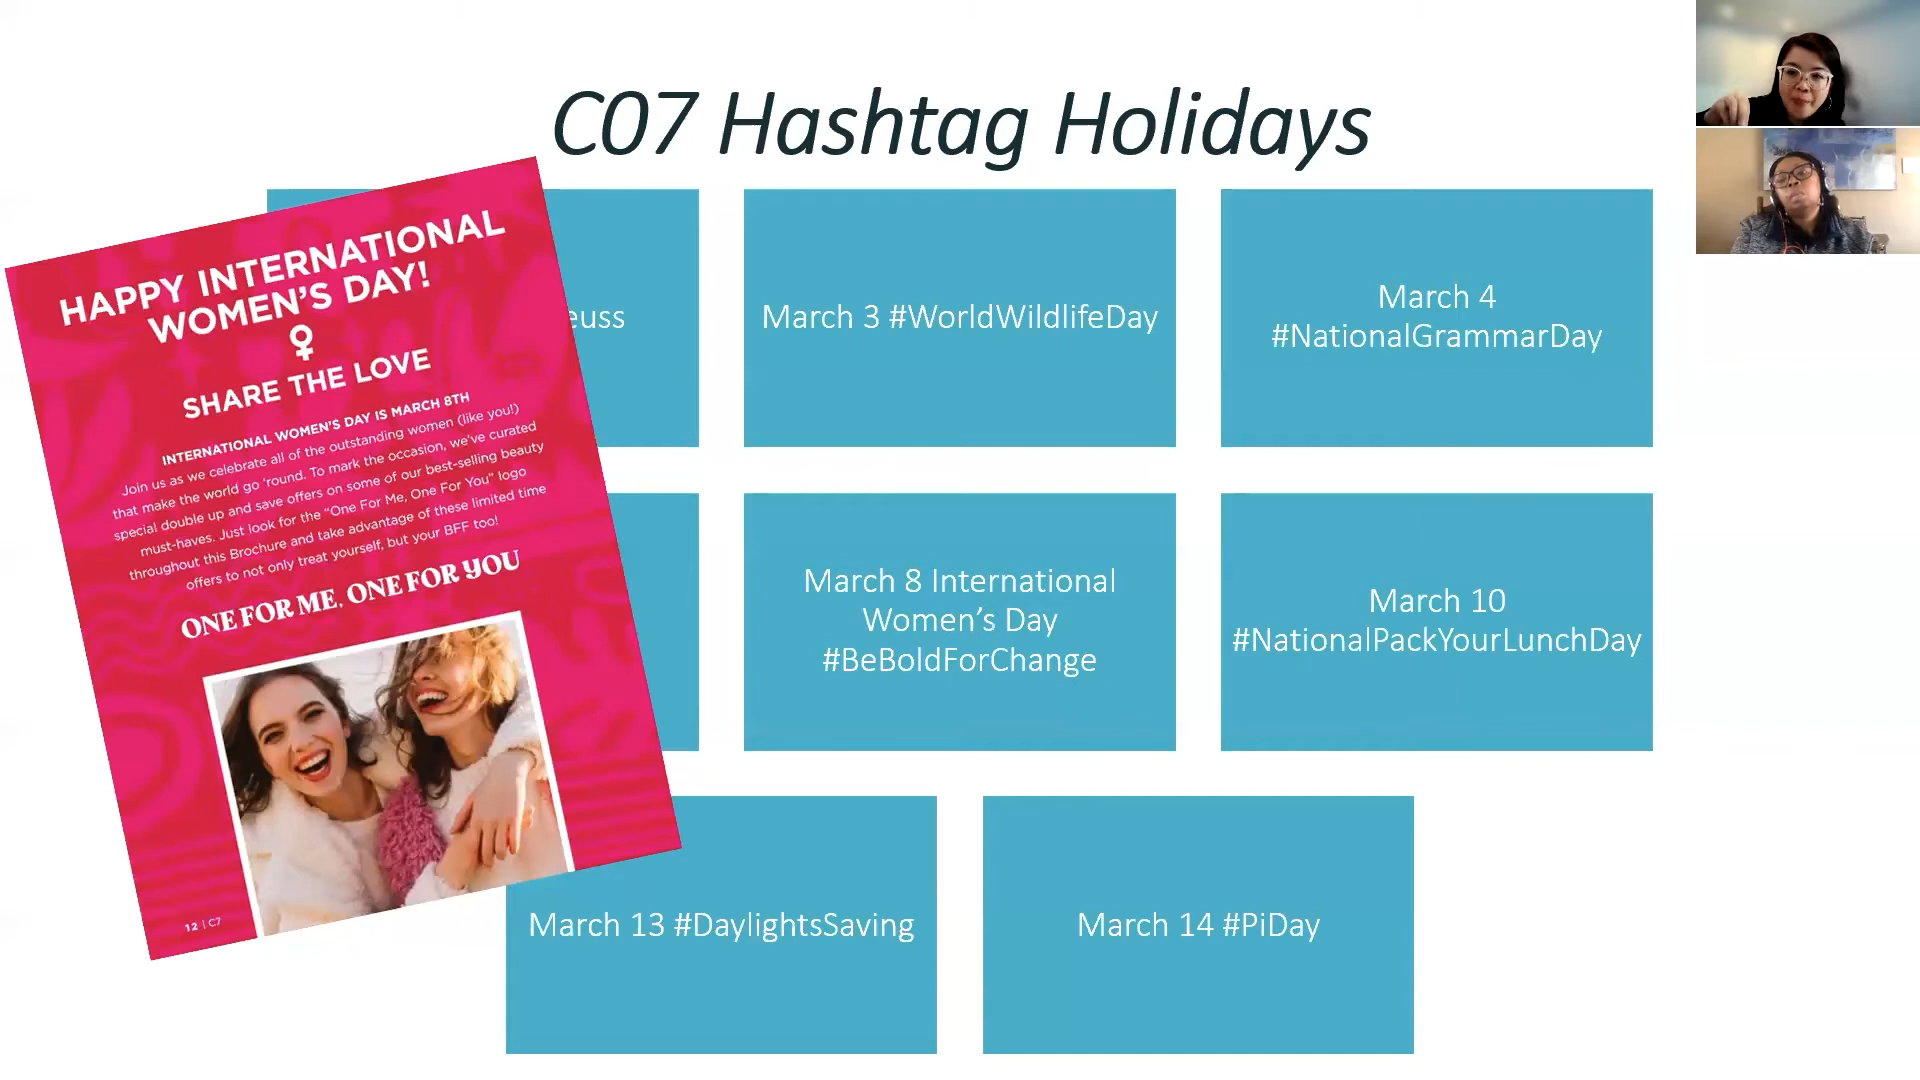 C07 Hashtag Holidays
HAPPY INTERNATIONAL
WOMEN'S DAY!
SHARE THE LOVE
INTERNATIONAL WOMEN'S DAY IS MARCH 8TH
Join us as we celebrate all of the outstanding women (like you!)
that make the world go 'round. To mark the occasion, we've curated
special double up and save offers on some of our best-selling beauty
must-haves. Just look for the "One For Me, One For You" logo
throughout this Brochure and take advantage of these limited time
offers to not only treat yourself, but your BFF too!
ONE FOR ME, ONE FOR YOU
12 | C7
March 3 #WorldWildlifeDay
March 4
#NationalGrammarDay
March 8 International
Women's Day
#BeBoldForChange
March 10
#NationalPackYourLunchDay
March 13 #DaylightsSaving
March 14 #PiDay